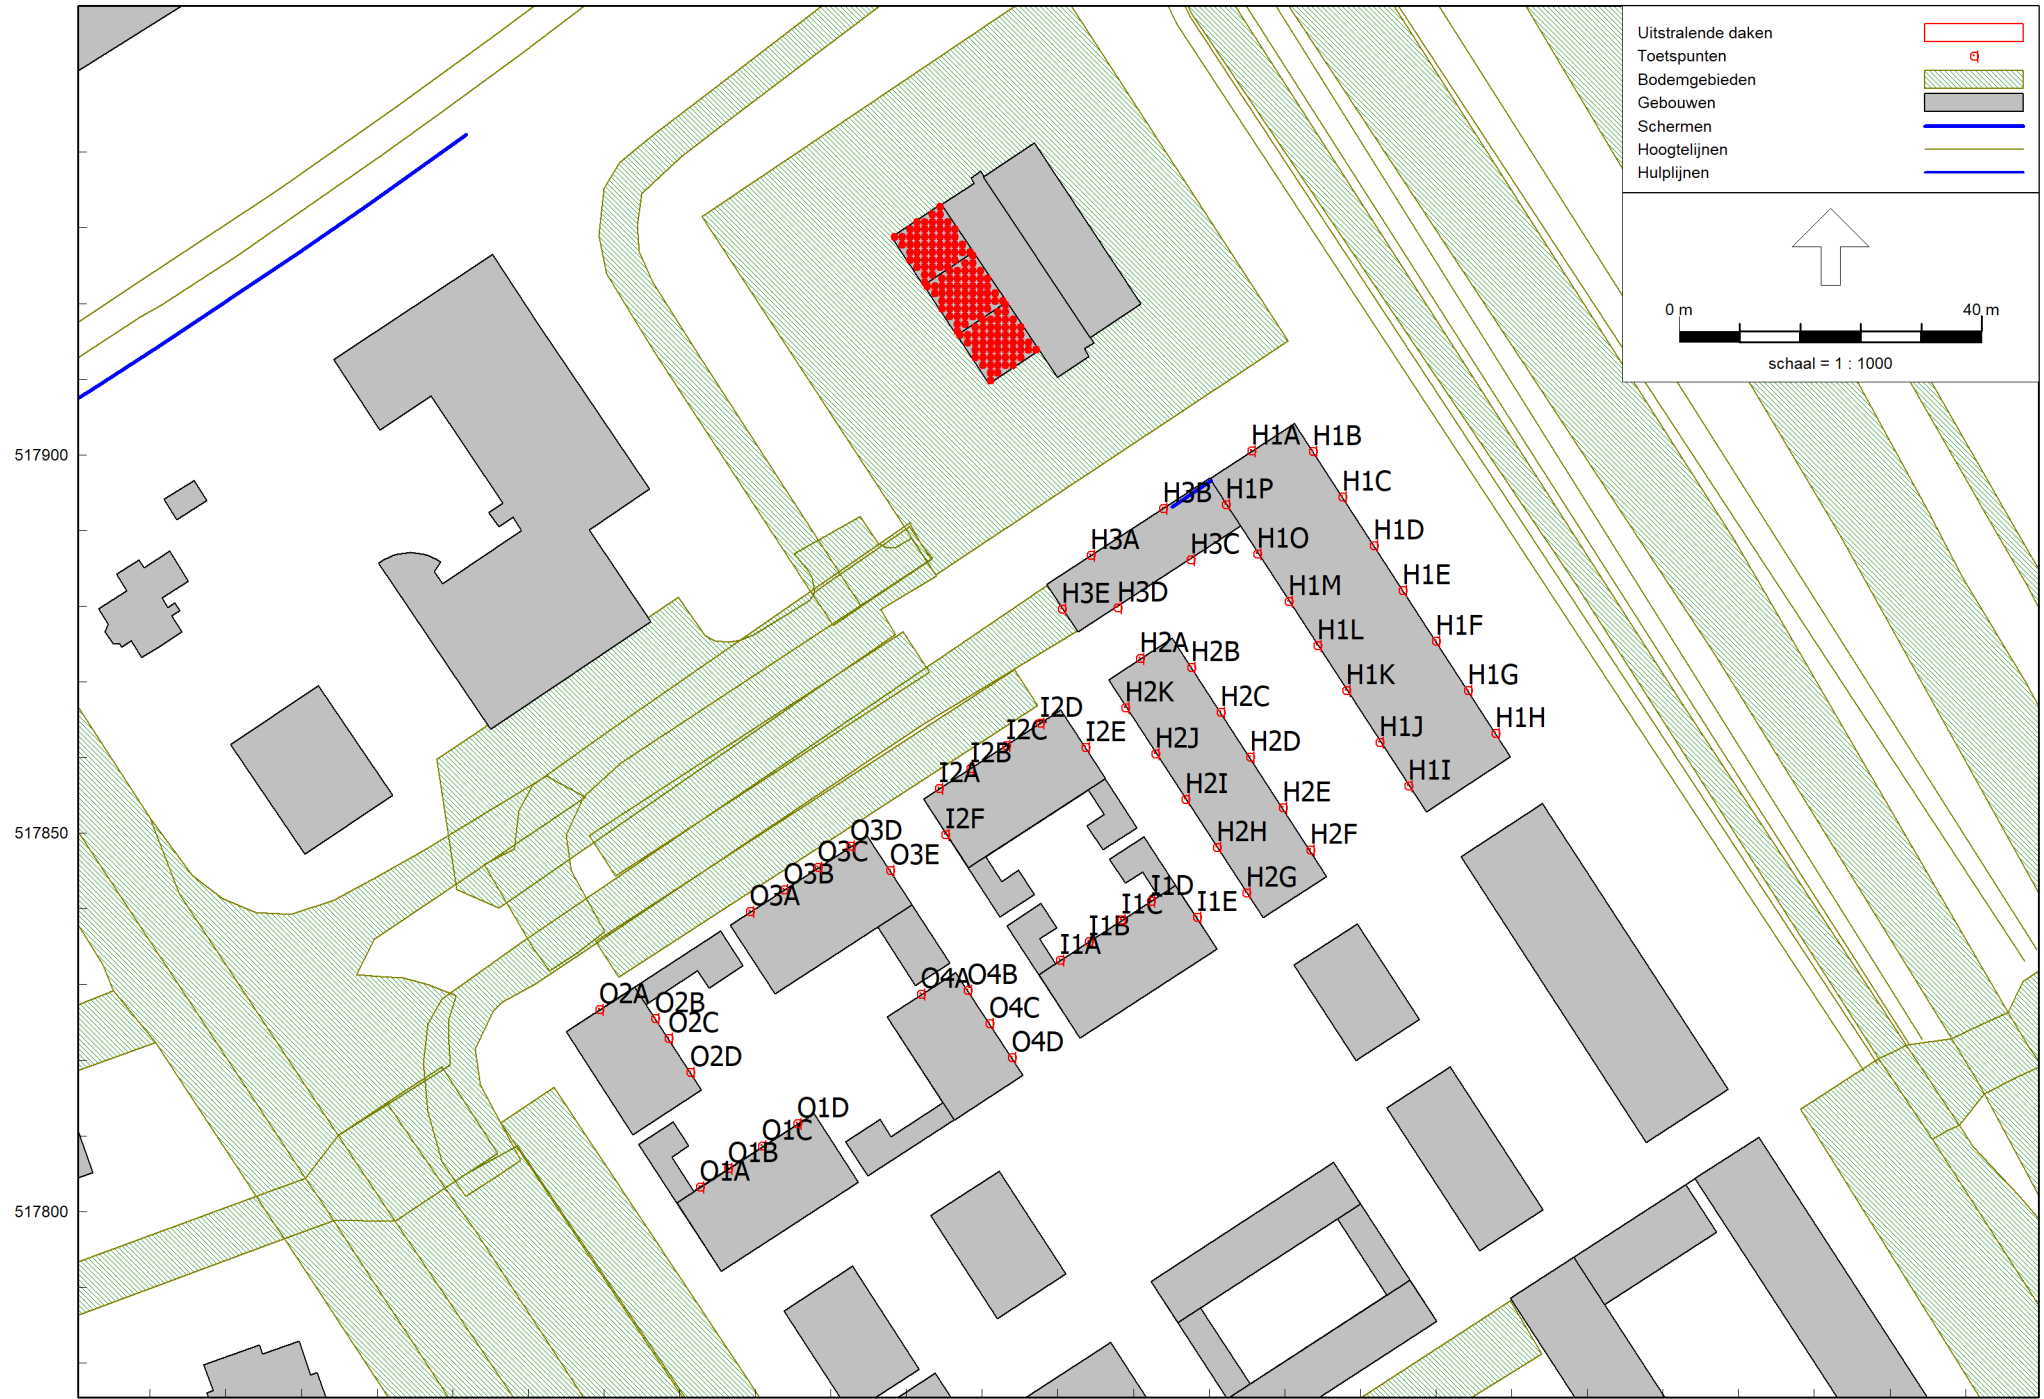 Uitstralende daken
Toetspunten
Bodemgebieden
Gebouwen
Schermen
Hoogtelijnen
Hulplijnen
0 m
40 m
schaal = 1 : 1000
517900
517850
517800
H1A
H1B
H1C
H1D
H1E
H1F
H1G
H1H
H1I
H1J
H1K
H1L
H1M
H1O
H1P
H3A
H3B
H3C
H3D
H3E
H2A
H2B
H2C
H2D
H2E
H2F
H2G
H2H
H2I
H2J
H2K
I2A
I2B
I2C
I2D
I2E
I2F
I1A
I1B
I1C
I1D
I1E
O3A
O3B
O3C
O3D
O3E
O4A
O4B
O4C
O4D
O2A
O2B
O2C
O2D
O1A
O1B
O1C
O1D